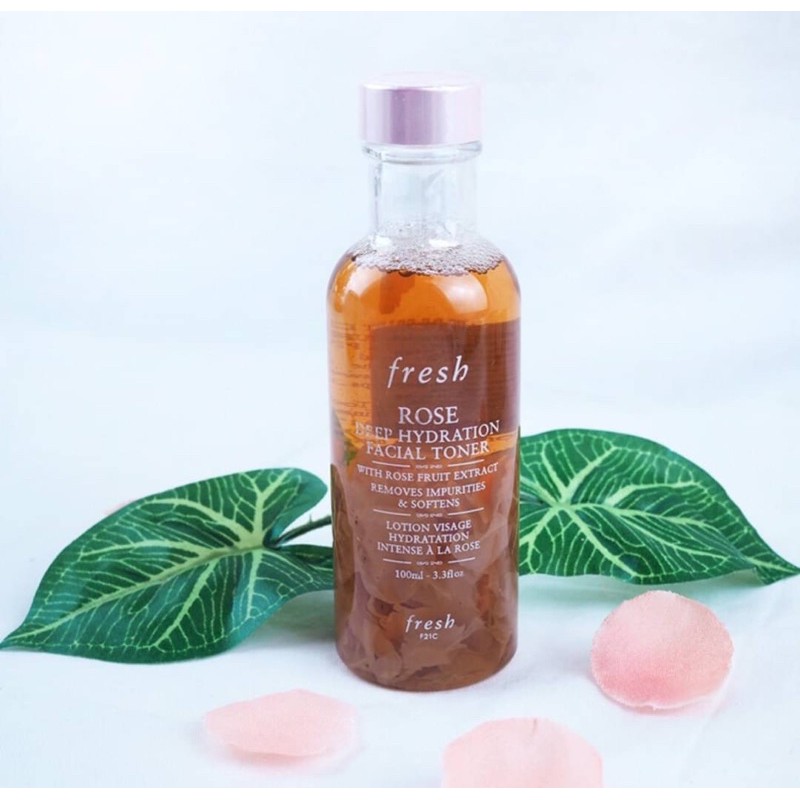 fresh
ROSE
DEEP HYDRATION
FACIAL TONER
WITH ROSE FRUIT EXTRACT
REMOVES IMPURITIES
& SOFTENS
LOTION VISAGE
HYDRATATION
INTENSE À LA ROSE
100ml - 3.3fl oz.
fresh
F21C